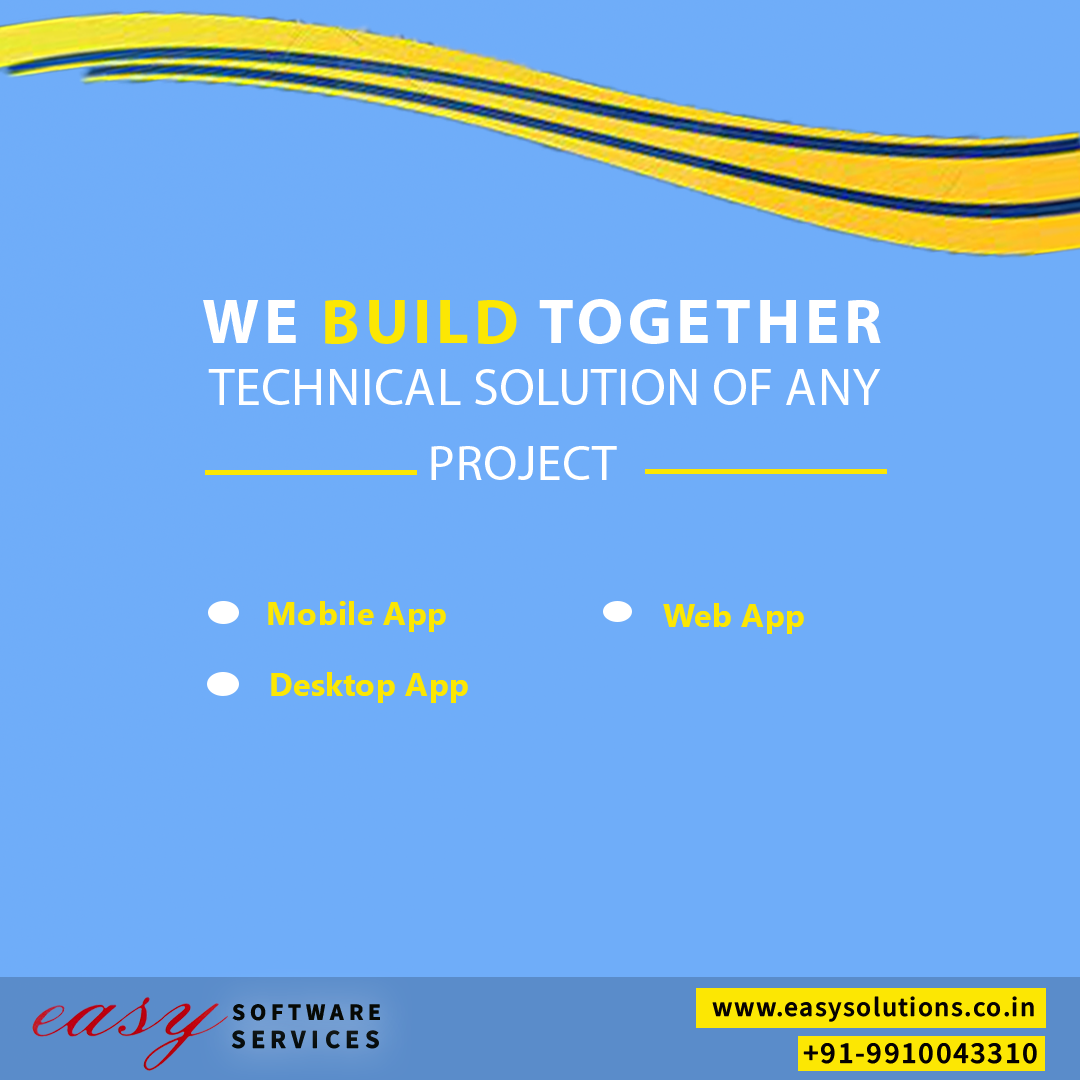 WE BUILD TOGETHER
TECHNICAL SOLUTION OF ANY
PROJECT
Mobile App
Web App
Desktop App
easy SOFTWARE
SERVICES
www.easysolutions.co.in
+91-9910043310